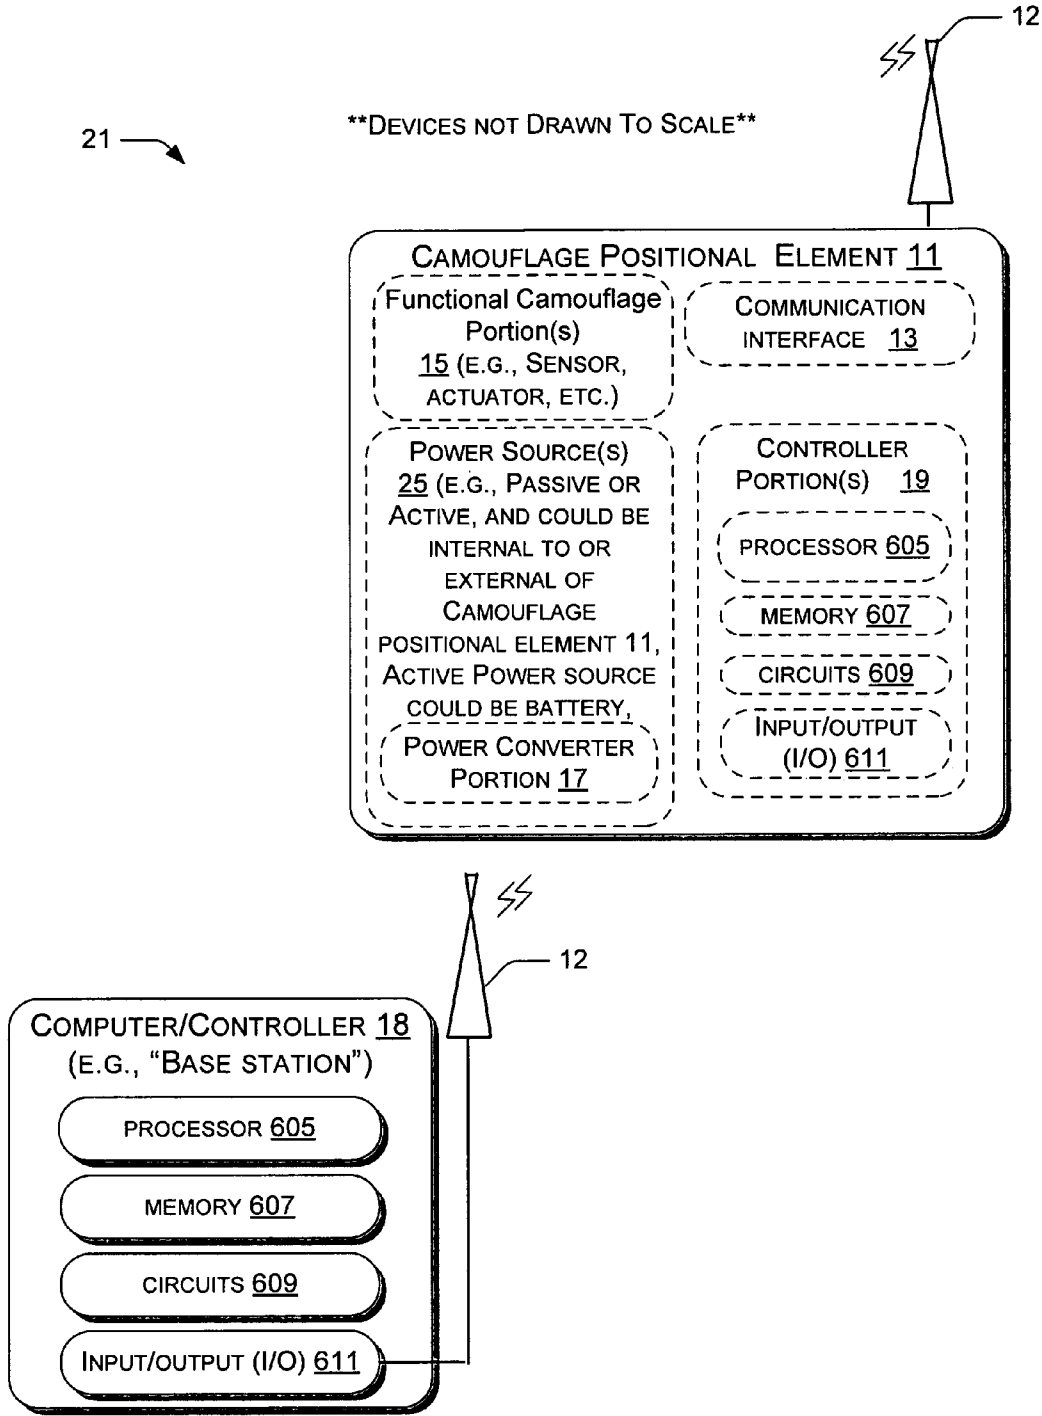 12
**DEVICES NOT DRAWN TO SCALE**
21
CAMOUFLAGE POSITIONAL ELEMENT 11
Functional Camouflage
Portion(s)
15 (E.G., SENSOR,
ACTUATOR, ETC.)
COMMUNICATION
INTERFACE 13
POWER SOURCE(S)
25 (E.G., PASSIVE OR
ACTIVE, AND COULD BE
INTERNAL TO OR
EXTERNAL OF
CAMOUFLAGE
POSITIONAL ELEMENT 11,
ACTIVE POWER SOURCE
COULD BE BATTERY,
POWER CONVERTER
PORTION 17
CONTROLLER
PORTION(S) 19
PROCESSOR 605
MEMORY 607
CIRCUITS 609
INPUT/OUTPUT
(I/O) 611
12
COMPUTER/CONTROLLER 18
(E.G., “BASE STATION”)
PROCESSOR 605
MEMORY 607
CIRCUITS 609
INPUT/OUTPUT (I/O) 611